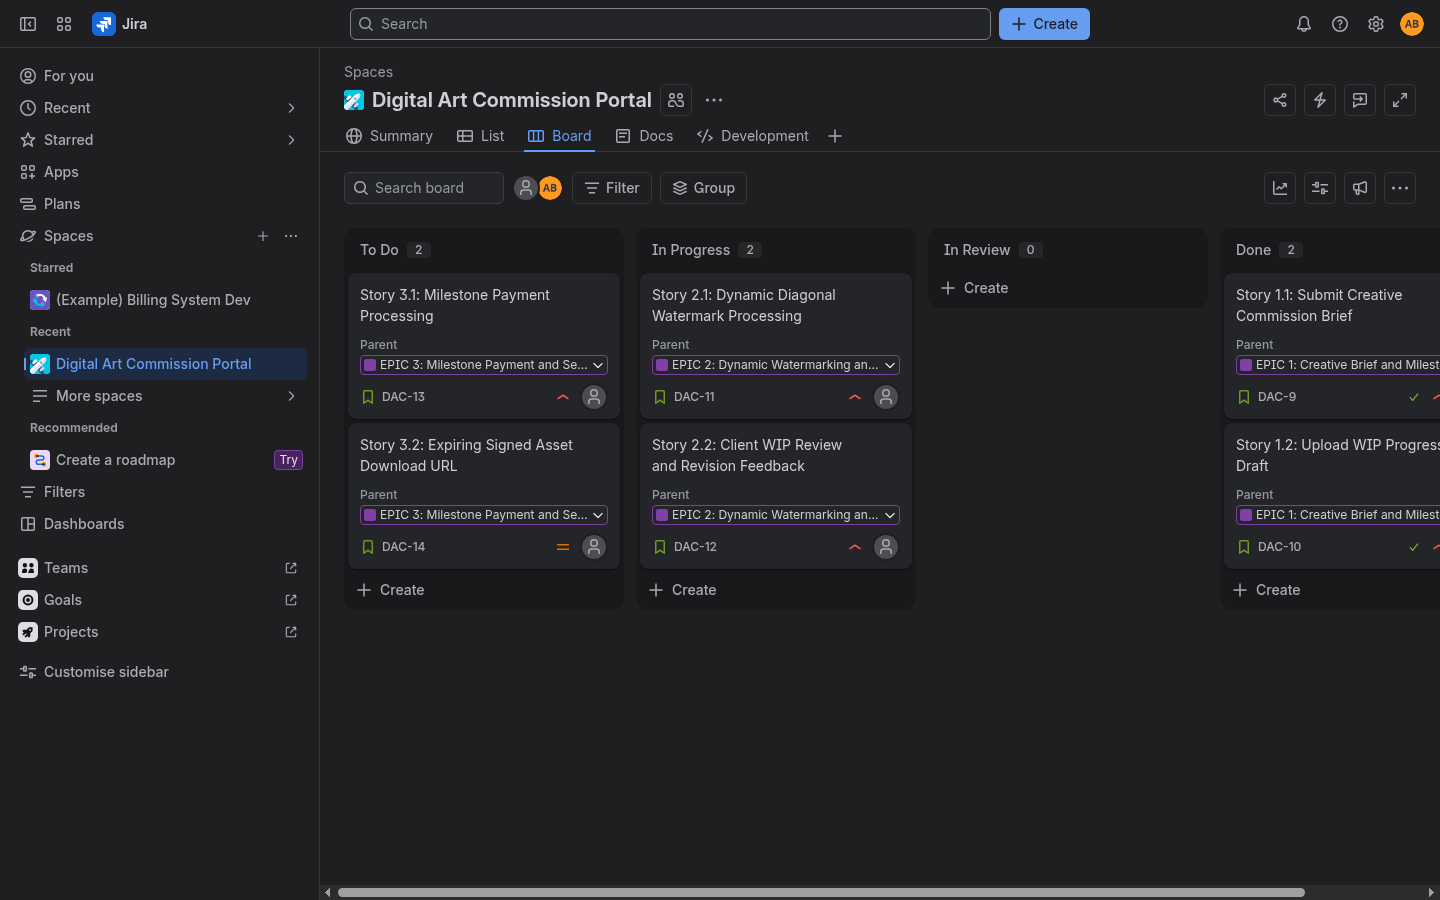 Jira
Search
Create
AB
For you
Recent
Starred
Apps
Plans
Spaces
Starred
(Example) Billing System Dev
Recent
Digital Art Commission Portal
More spaces
Recommended
Create a roadmap
Try
Filters
Dashboards
Teams
Goals
Projects
Customise sidebar
Spaces
Digital Art Commission Portal
Summary
List
Board
Docs
Development
Search board
AB
Filter
Group
To Do 2
Story 3.1: Milestone Payment
Processing
Parent
EPIC 3: Milestone Payment and Se...
DAC-13
Story 3.2: Expiring Signed Asset
Download URL
Parent
EPIC 3: Milestone Payment and Se...
DAC-14
Create
In Progress 2
Story 2.1: Dynamic Diagonal
Watermark Processing
Parent
EPIC 2: Dynamic Watermarking an...
DAC-11
Story 2.2: Client WIP Review
and Revision Feedback
Parent
EPIC 2: Dynamic Watermarking an...
DAC-12
Create
In Review 0
Create
Done 2
Story 1.1: Submit Creative
Commission Brief
Parent
EPIC 1: Creative Brief and Milest
DAC-9
Story 1.2: Upload WIP Progress
Draft
Parent
EPIC 1: Creative Brief and Milest
DAC-10
Create